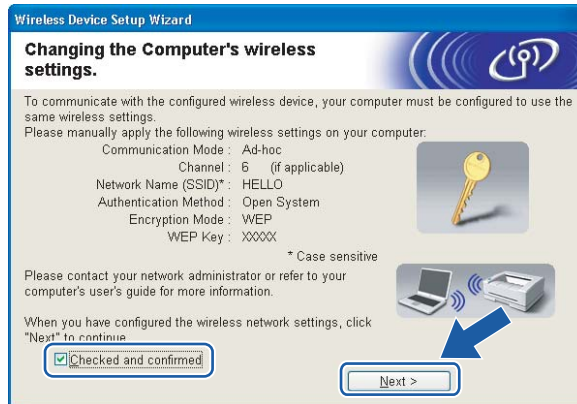 Wireless Device Setup Wizard
Changing the Computer's wireless
settings.
To communicate with the configured wireless device, your computer must be configured to use the
same wireless settings.
Please manually apply the following wireless settings on your computer:
Communication Mode : Ad-hoc
Channel : 6 (if applicable)
Network Name (SSID)* : HELLO
Authentication Method : Open System
Encryption Mode : WEP
WEP Key : XXXXX
* Case sensitive
Please contact your network administrator or refer to your
computer's user's guide for more information.
When you have configured the wireless network settings, click
"Next" to continue
Checked and confirmed
Next >